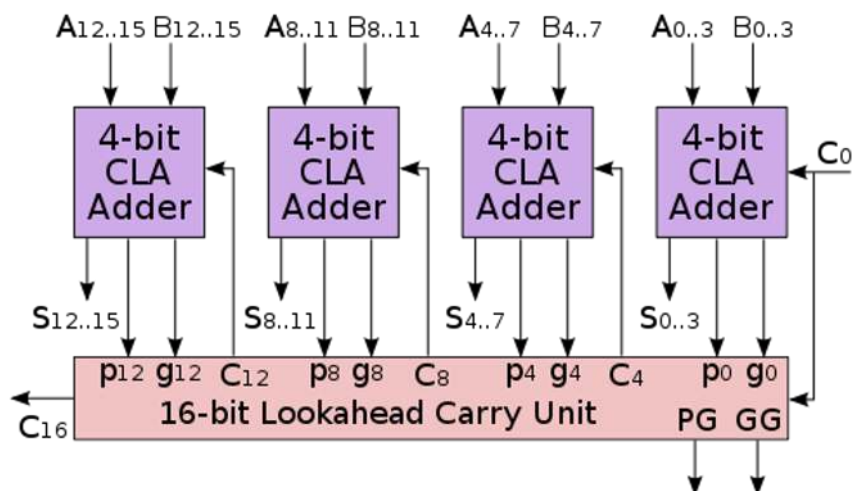 A12..15 B12..15 A8..11 B8..11 A4..7 B4..7 A0..3 B0..3
4-bit CLA Adder
4-bit CLA Adder
4-bit CLA Adder
4-bit CLA Adder
C0
S12..15 S8..11 S4..7 S0..3
p12 g12 C12 p8 g8 C8 p4 g4 C4 p0 g0
16-bit Lookahead Carry Unit
PG GG
C16